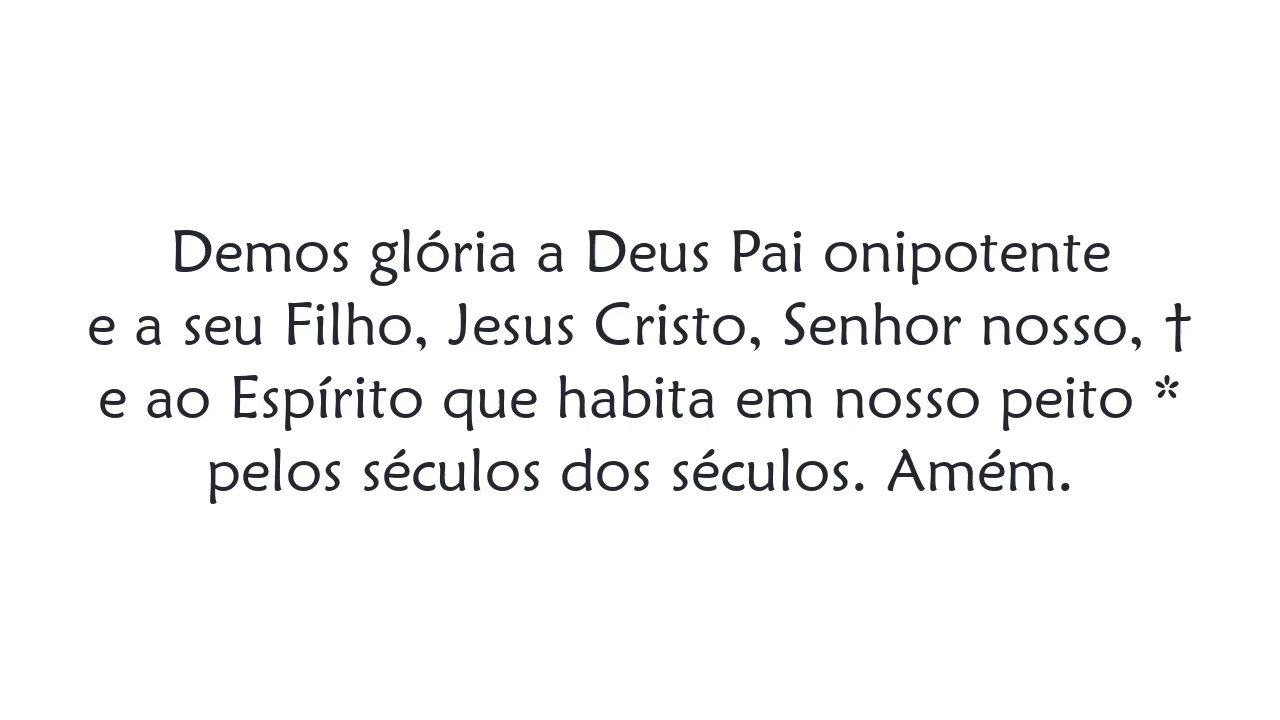 Demos glória a Deus Pai onipotente
e a seu Filho, Jesus Cristo, Senhor nosso, †
e ao Espírito que habita em nosso peito *
pelos séculos dos séculos. Amém.